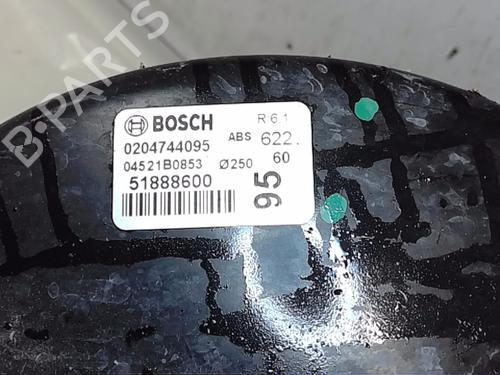 BOSCH R 6.1
0204744095 ABS 622.
04521B0853 Ø250 60
51888600
95
B-PARTS